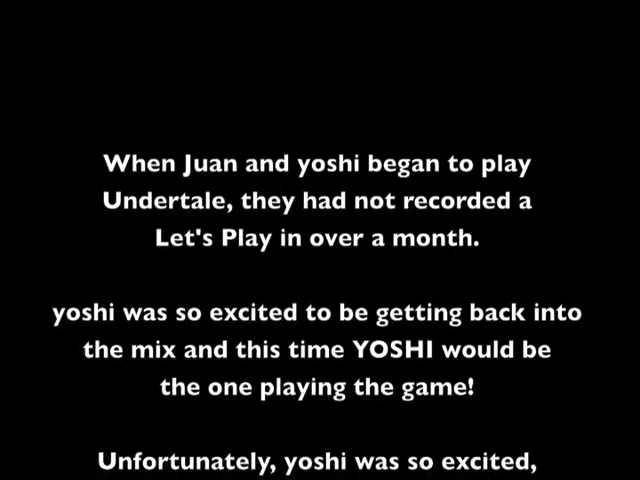 When Juan and yoshi began to play
Undertale, they had not recorded a
Let's Play in over a month.
yoshi was so excited to be getting back into
the mix and this time YOSHI would be
the one playing the game!
Unfortunately, yoshi was so excited,